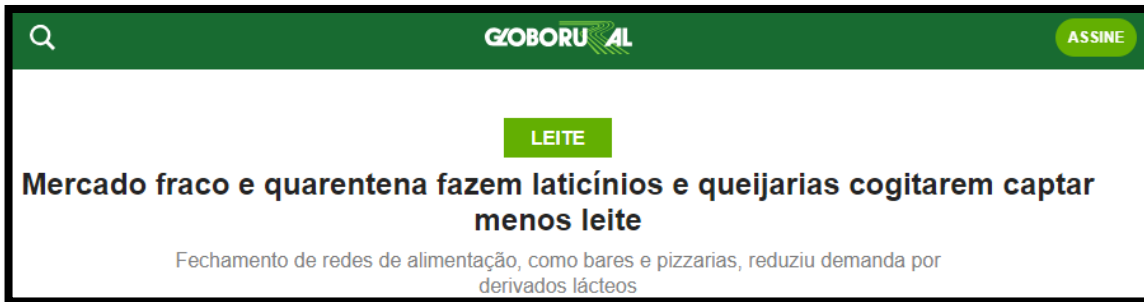 GLOBORURAL
ASSINE
LEITE
Mercado fraco e quarentena fazem laticínios e queijarias cogitarem captar
menos leite
Fechamento de redes de alimentação, como bares e pizzarias, reduziu demanda por
derivados lácteos